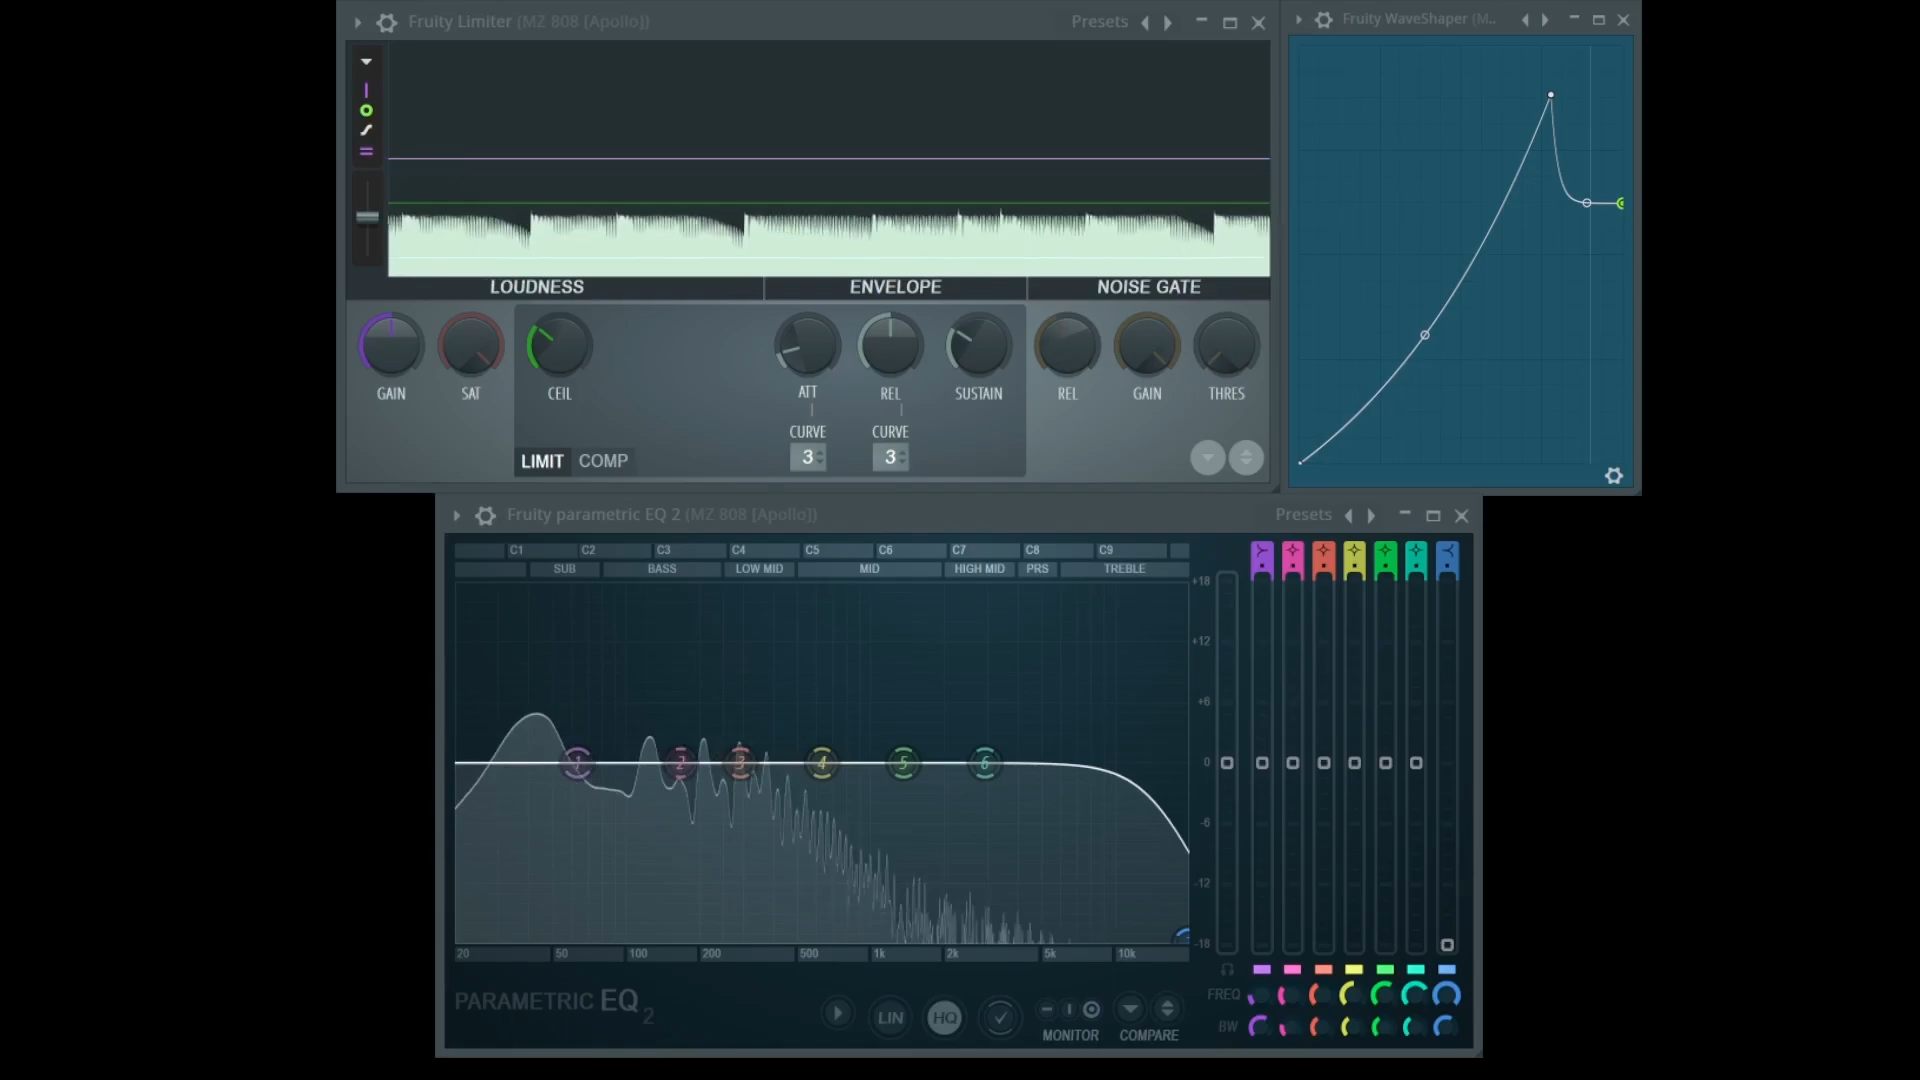 Fruity Limiter (MZ 808 [Apollo])
Presets
LOUDNESS
ENVELOPE
NOISE GATE
GAIN
SAT
CEIL
ATT
REL
SUSTAIN
REL
GAIN
THRES
CURVE
CURVE
3
3
LIMIT COMP
Fruity WaveShaper (M..
Fruity parametric EQ 2 (MZ 808 [Apollo])
Presets
C1 C2 C3 C4 C5 C6 C7 C8 C9
SUB BASS LOW MID MID HIGH MID PRS TREBLE
+18
+12
+6
0
-6
-12
-18
1 2 3 4 5 6
20 50 100 200 500 1k 2k 5k 10k
FREQ
BW
PARAMETRIC EQ 2
LIN
HQ
MONITOR
COMPARE